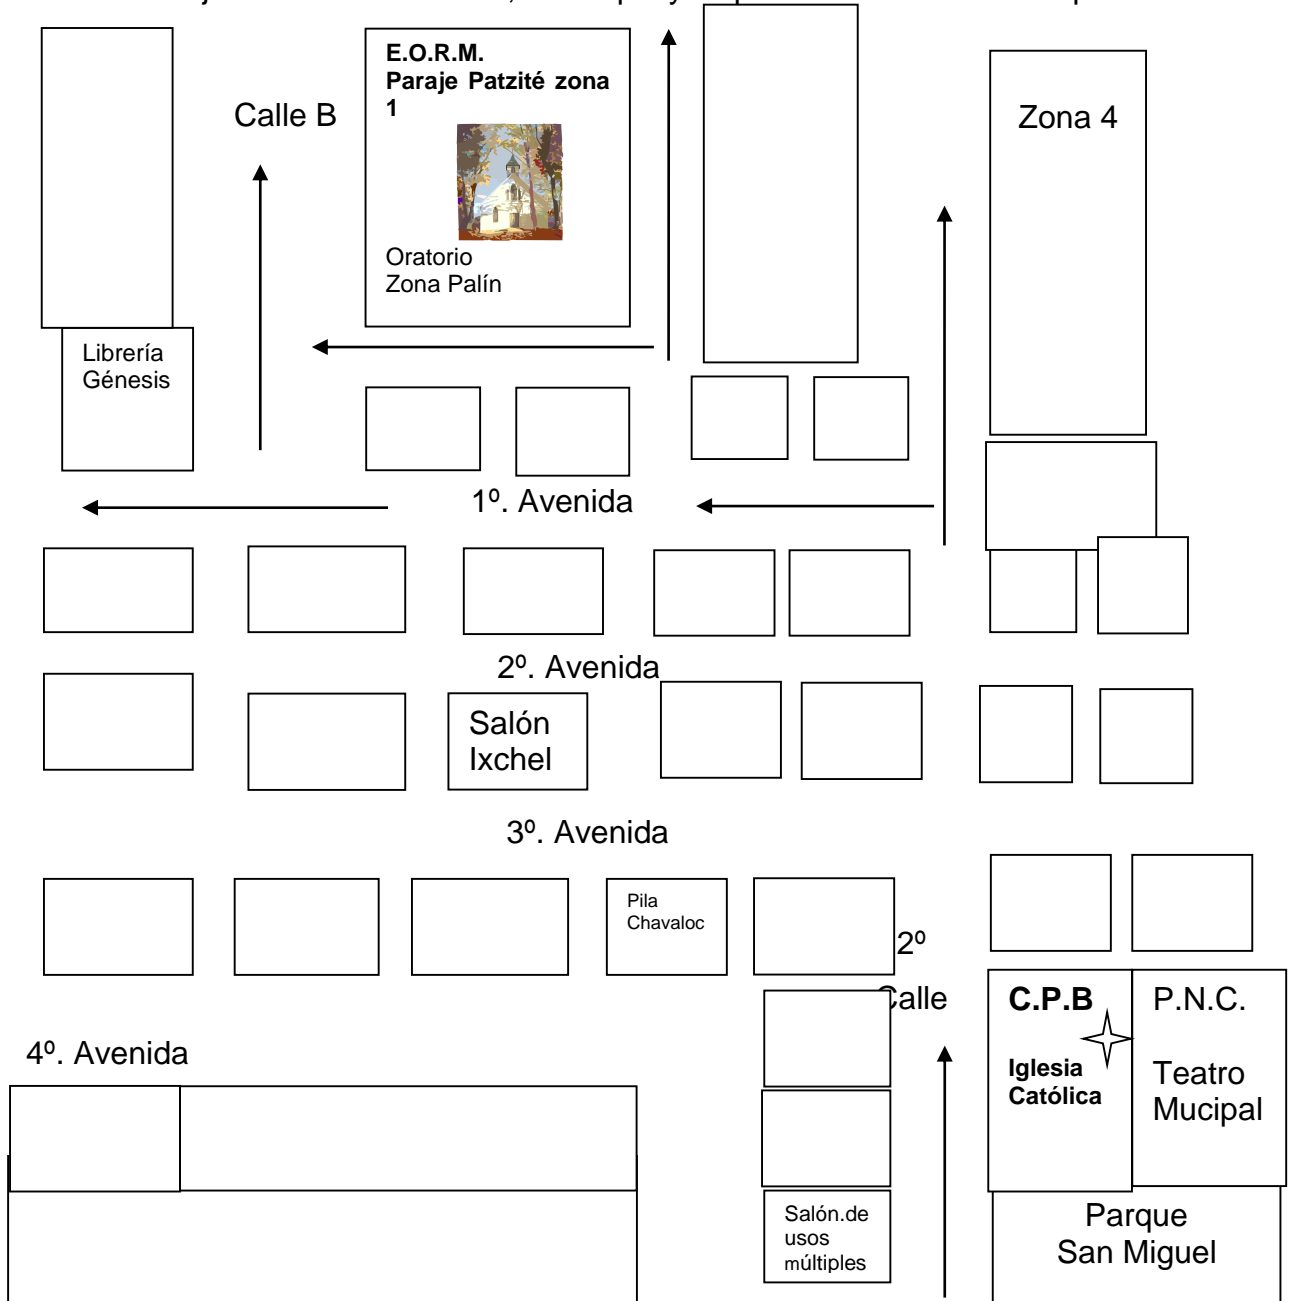 E.O.R.M.
Paraje Patzité zona
1
Calle B
Zona 4
Oratorio
Zona Palín
Librería
Génesis
1º. Avenida
2º. Avenida
Salón
Ixchel
3º. Avenida
Pila
Chavaloc
2º
Calle
C.P.B
P.N.C.
Iglesia
Católica
Teatro
Mucipal
4º. Avenida
Salón.de
usos
múltiples
Parque
San Miguel